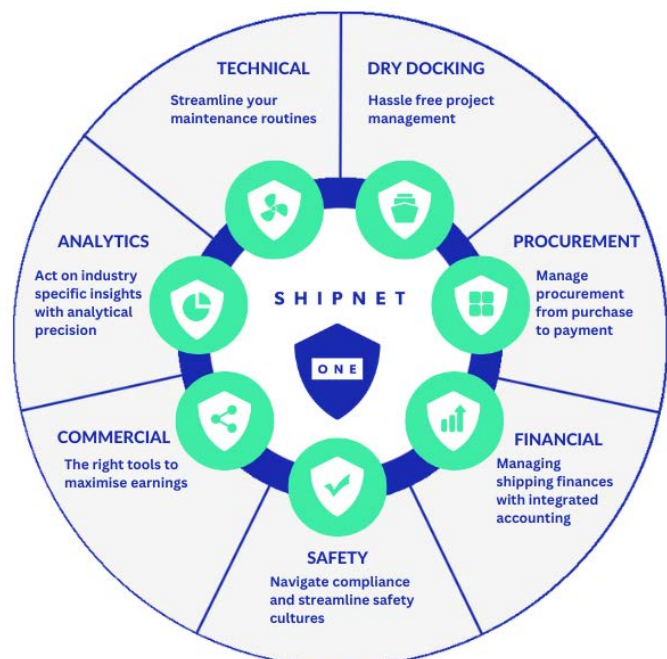 TECHNICAL
Streamline your
maintenance routines
DRY DOCKING
Hassle free project
management
PROCUREMENT
Manage
procurement
from purchase
to payment
FINANCIAL
Managing
shipping finances
with integrated
accounting
SAFETY
Navigate compliance
and streamline safety
cultures
COMMERCIAL
The right tools to
maximise earnings
ANALYTICS
Act on industry
specific insights
with analytical
precision
SHIPNET
ONE